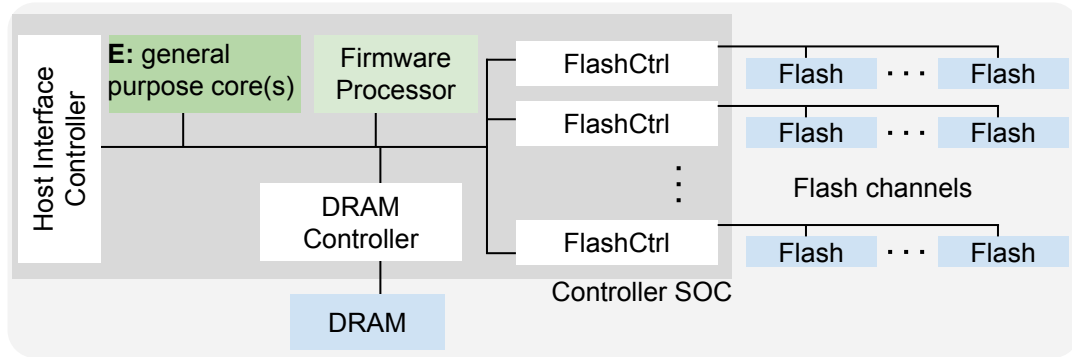 Host Interface
Controller
E: general
purpose core(s)
Firmware
Processor
DRAM
Controller
DRAM
FlashCtrl
FlashCtrl
⋮
FlashCtrl
Controller SOC
Flash · · · Flash
Flash · · · Flash
Flash channels
Flash · · · Flash